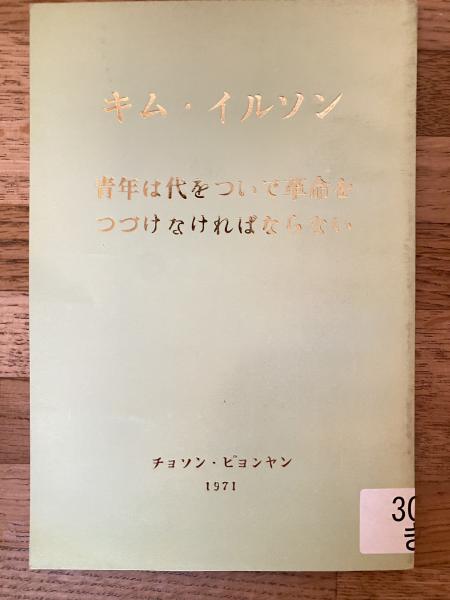 キム・イルソン
青年は代をついで革命を
つづけなければならない
チョソン・ピョンヤン
1971
30
き